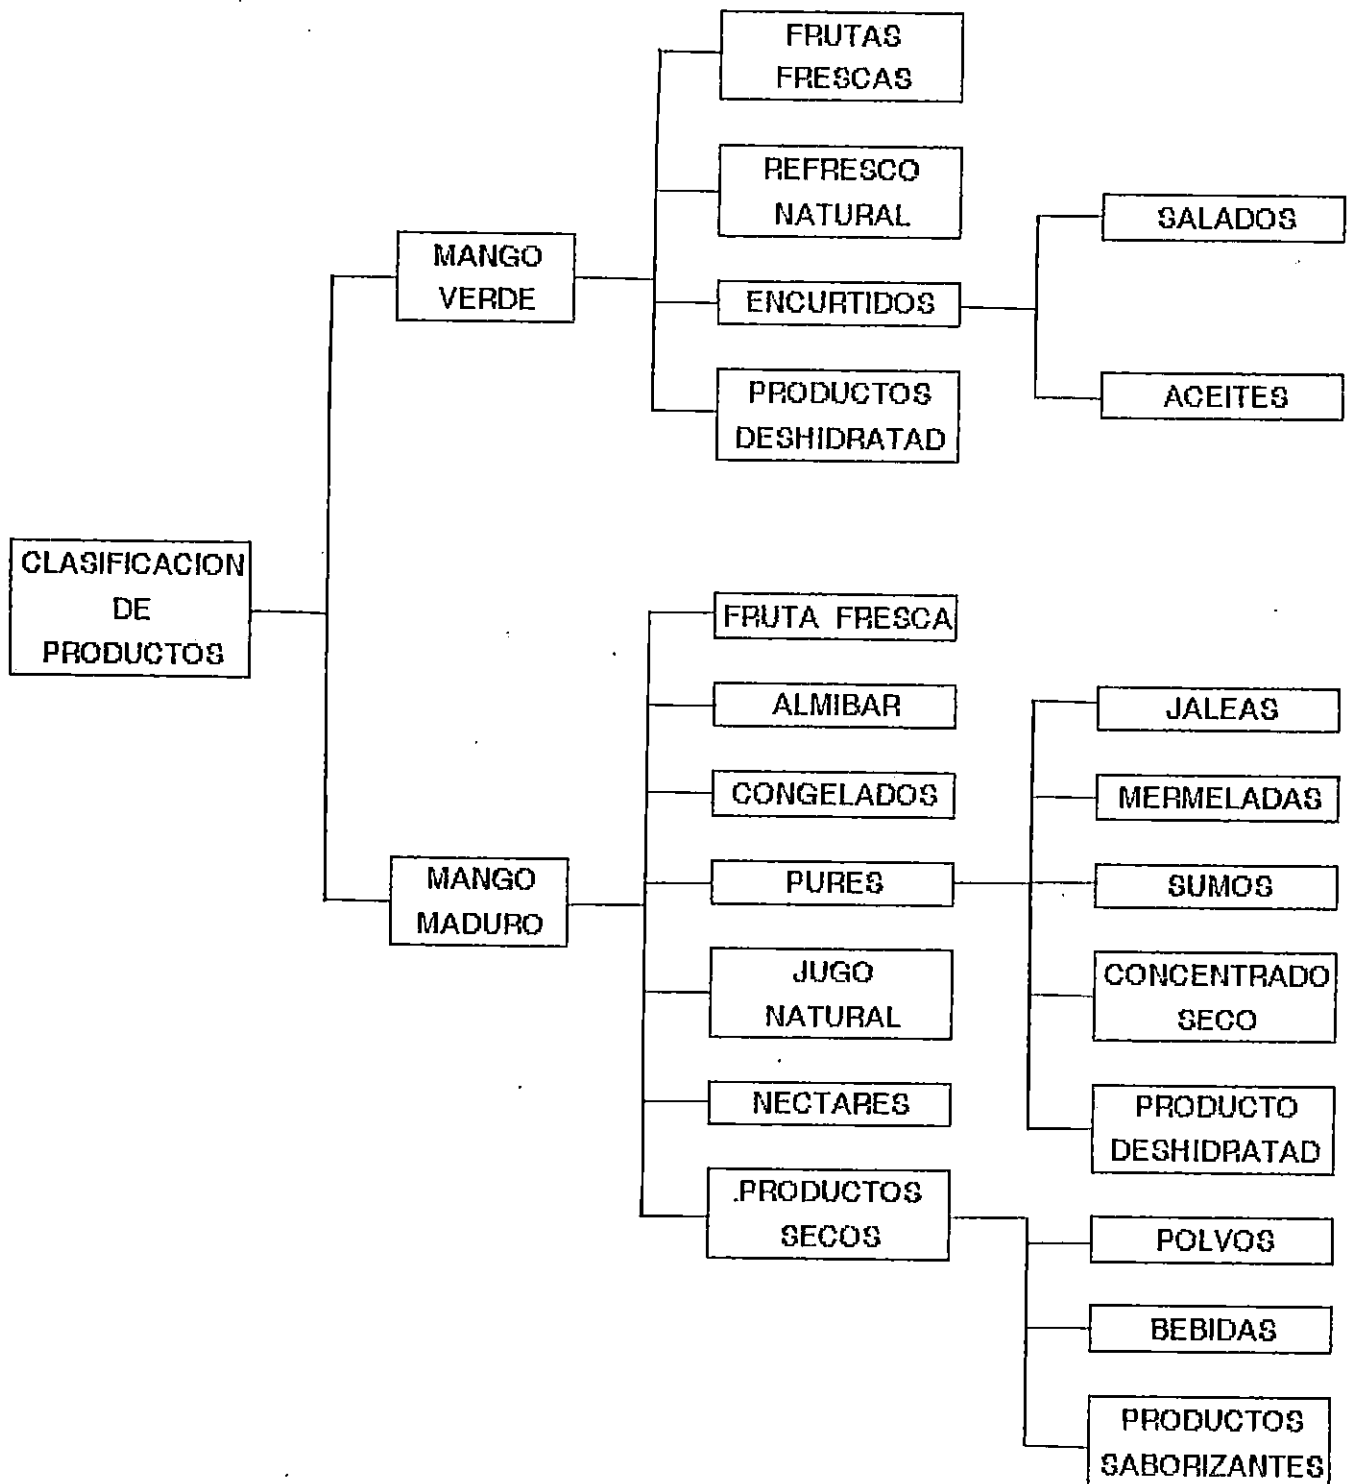 FRUTAS
FRESCAS
REFRESCO
NATURAL
SALADOS
MANGO
VERDE
ENCURTIDOS
PRODUCTOS
DESHIDRATAD
ACEITES
CLASIFICACION
DE
PRODUCTOS
FRUTA FRESCA
ALMIBAR
JALEAS
CONGELADOS
MERMELADAS
MANGO
MADURO
PURES
SUMOS
JUGO
NATURAL
CONCENTRADO
SECO
NECTARES
PRODUCTO
DESHIDRATAD
.PRODUCTOS
SECOS
POLVOS
BEBIDAS
PRODUCTOS
SABORIZANTES